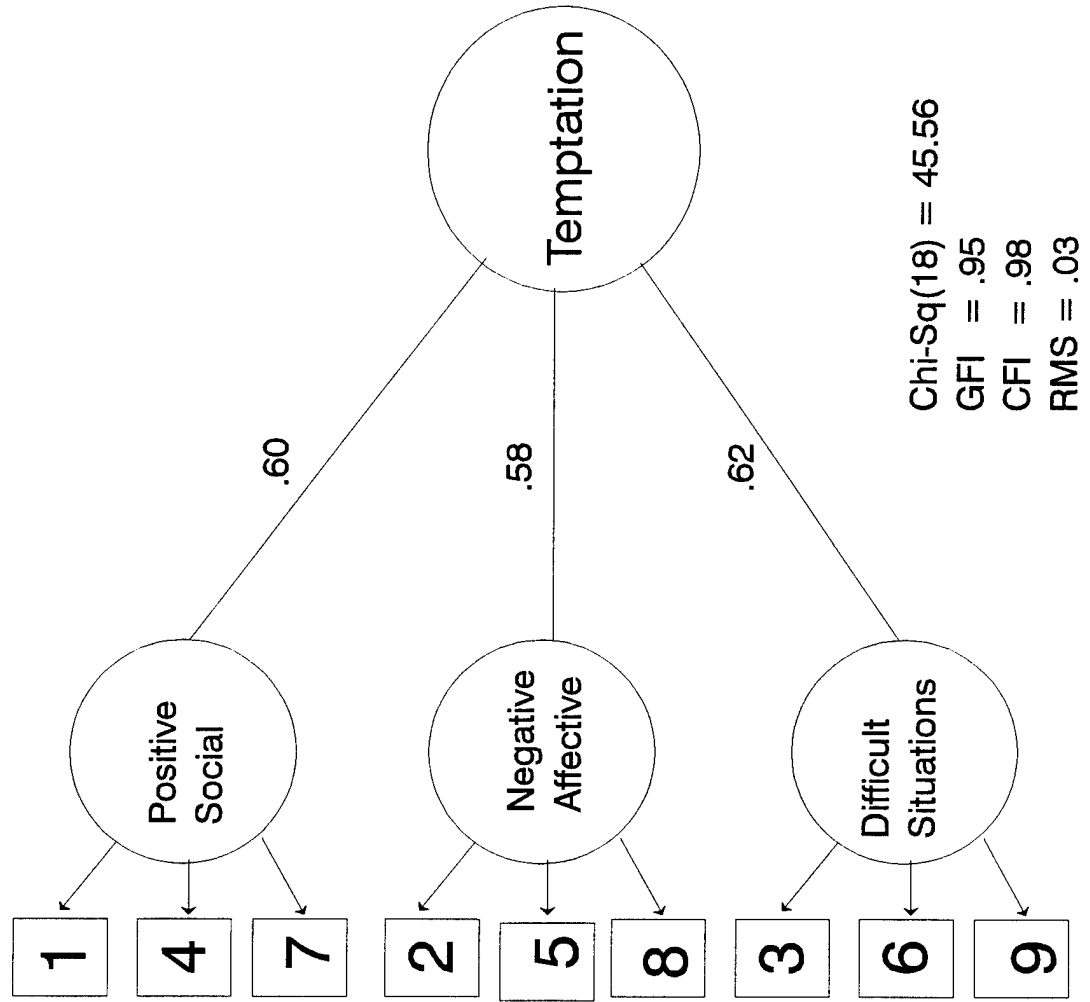 1
4
7
2
5
8
3
6
9
Positive
Social
Negative
Affective
Difficult
Situations
.60
.58
.62
Temptation
Chi-Sq(18) = 45.56
GFI = .95
CFI = .98
RMS = .03